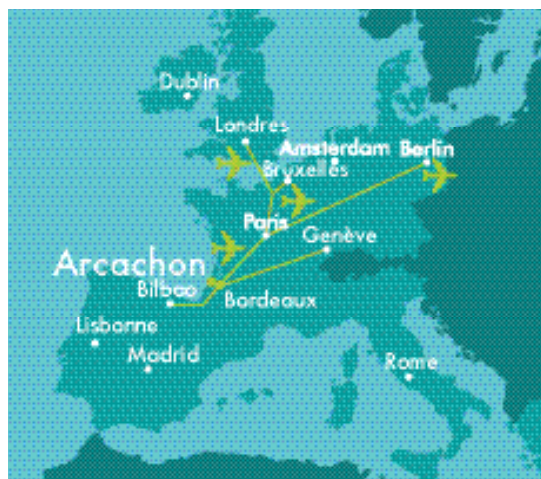 Dublin
Londres
Amsterdam
Berlin
Bruxelles
Paris
Genève
Arcachon
Bilbao
Bordeaux
Lisbonne
Madrid
Rome